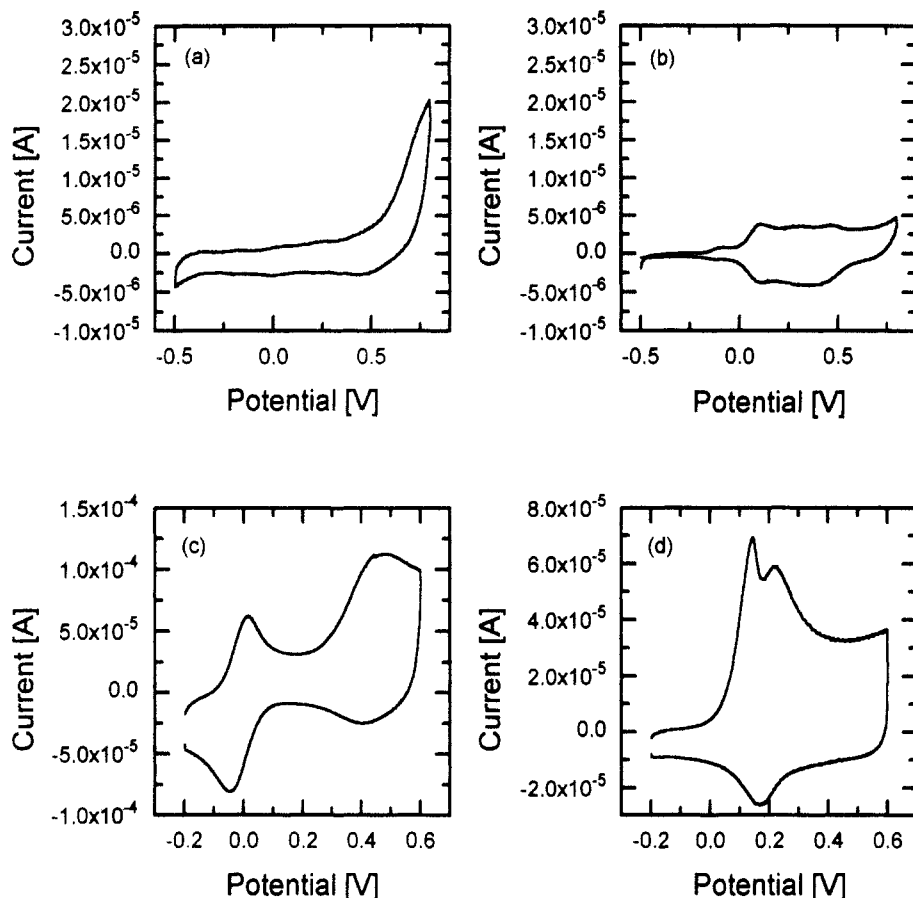 (a)
3.0x10⁻⁵
2.5x10⁻⁵
2.0x10⁻⁵
1.5x10⁻⁵
1.0x10⁻⁵
5.0x10⁻⁶
0.0
-5.0x10⁻⁶
-1.0x10⁻⁵
Current [A]
-0.5 0.0 0.5
Potential [V]
(b)
3.0x10⁻⁵
2.5x10⁻⁵
2.0x10⁻⁵
1.5x10⁻⁵
1.0x10⁻⁵
5.0x10⁻⁶
0.0
-5.0x10⁻⁶
-1.0x10⁻⁵
Current [A]
-0.5 0.0 0.5
Potential [V]
(c)
1.5x10⁻⁴
1.0x10⁻⁴
5.0x10⁻⁵
0.0
-5.0x10⁻⁵
-1.0x10⁻⁴
Current [A]
-0.2 0.0 0.2 0.4 0.6
Potential [V]
(d)
8.0x10⁻⁵
6.0x10⁻⁵
4.0x10⁻⁵
2.0x10⁻⁵
0.0
-2.0x10⁻⁵
Current [A]
-0.2 0.0 0.2 0.4 0.6
Potential [V]